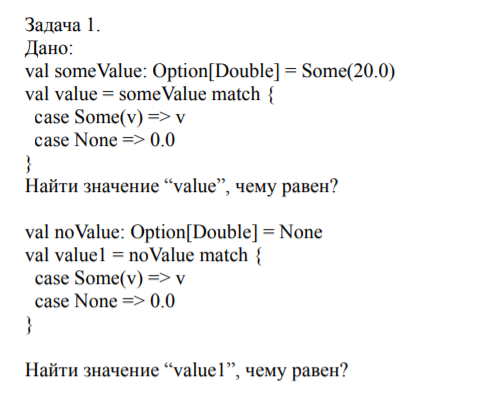 Задача 1.
Дано:
val someValue: Option[Double] = Some(20.0)
val value = someValue match {
case Some(v) => v
case None => 0.0
}
Найти значение “value”, чему равен?
val noValue: Option[Double] = None
val value1 = noValue match {
case Some(v) => v
case None => 0.0
}
Найти значение “value1”, чему равен?